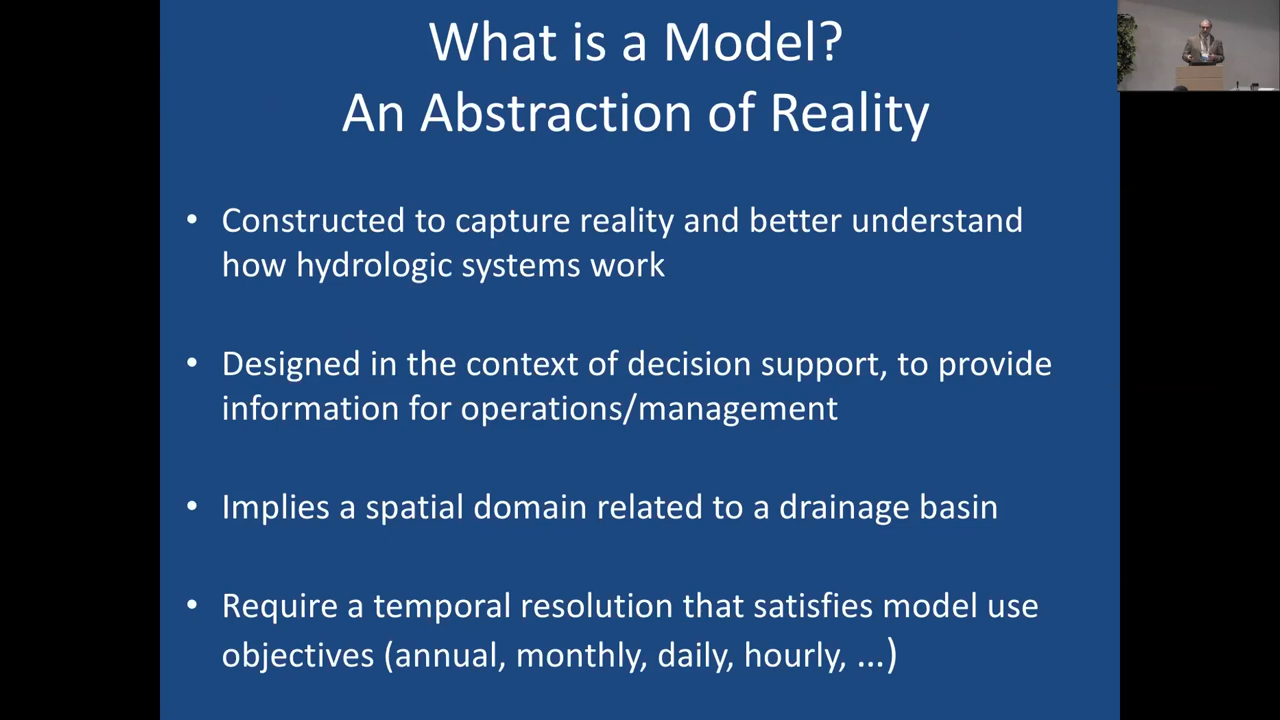 What is a Model?
An Abstraction of Reality
• Constructed to capture reality and better understand
how hydrologic systems work
• Designed in the context of decision support, to provide
information for operations/management
• Implies a spatial domain related to a drainage basin
• Require a temporal resolution that satisfies model use
objectives (annual, monthly, daily, hourly, ...)